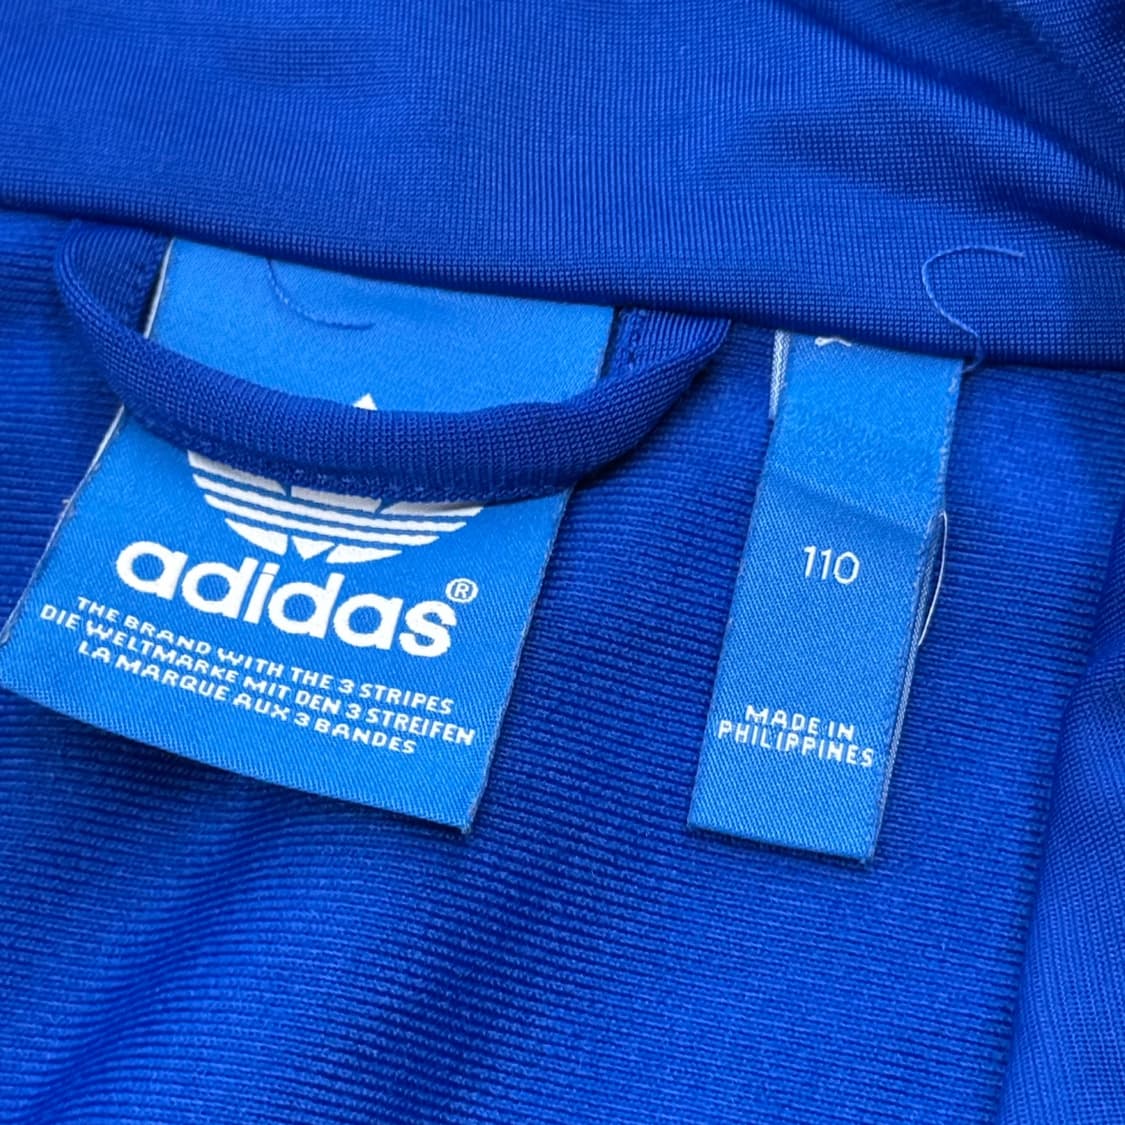 adidas®
THE BRAND WITH THE 3 STRIPES
DIE WELTMARKE MIT DEN 3 STREIFEN
LA MARQUE AUX 3 BANDES
110
MADE IN
PHILIPPINES